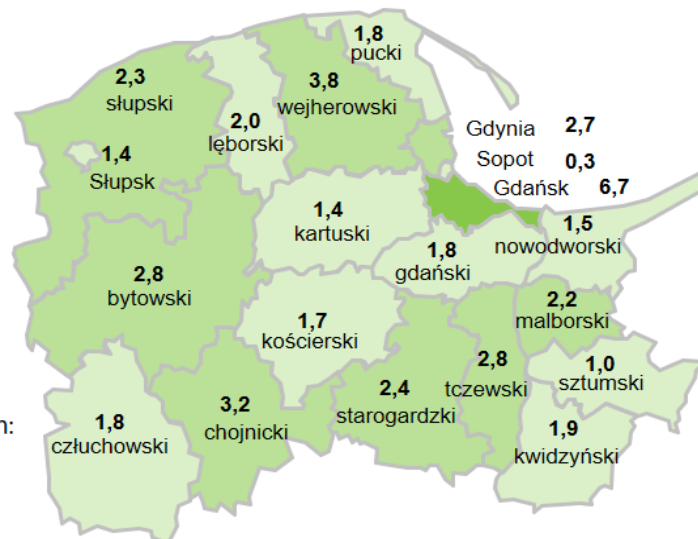 1,8
pucki
2,3
słupski
3,8
wejherowski
2,0
lęborski
Gdynia 2,7
Sopot 0,3
Gdańsk 6,7
1,4
Słupsk
1,4
kartuski
1,8
gdański
1,5
nowodworski
2,8
bytowski
1,7
kościerski
2,2
malborski
2,4
starogardzki
2,8
tczewski
1,0
sztumski
1,8
człuchowski
3,2
chojnicki
1,9
kwidzyński